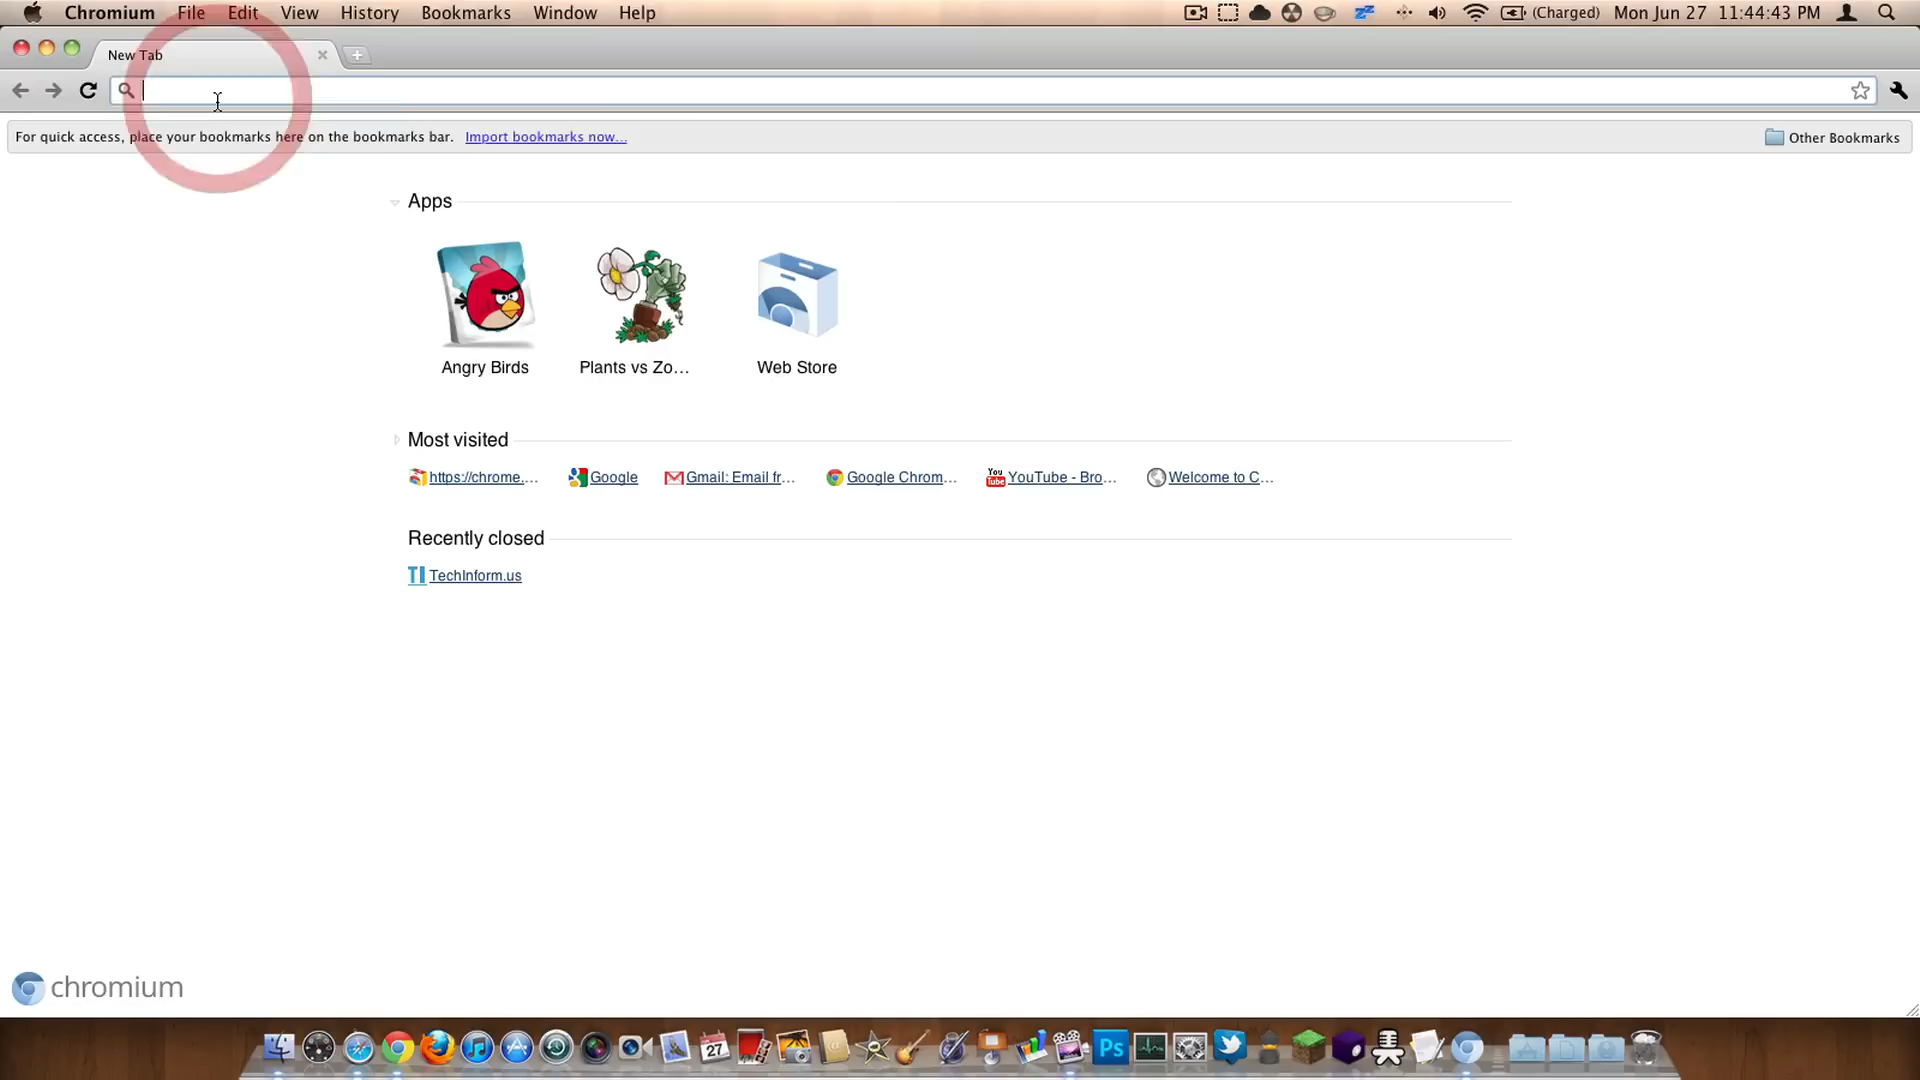 Chromium File Edit View History Bookmarks Window Help (Charged) Mon Jun 27 11:44:43 PM
New Tab
For quick access, place your bookmarks here on the bookmarks bar. Import bookmarks now... Other Bookmarks
Apps
Angry Birds Plants vs Zo... Web Store
Most visited
https://chrome.... Google Gmail: Email fr... Google Chrom... You Tube YouTube - Bro... Welcome to C...
Recently closed
TI TechInform.us
chromium
27 Ps